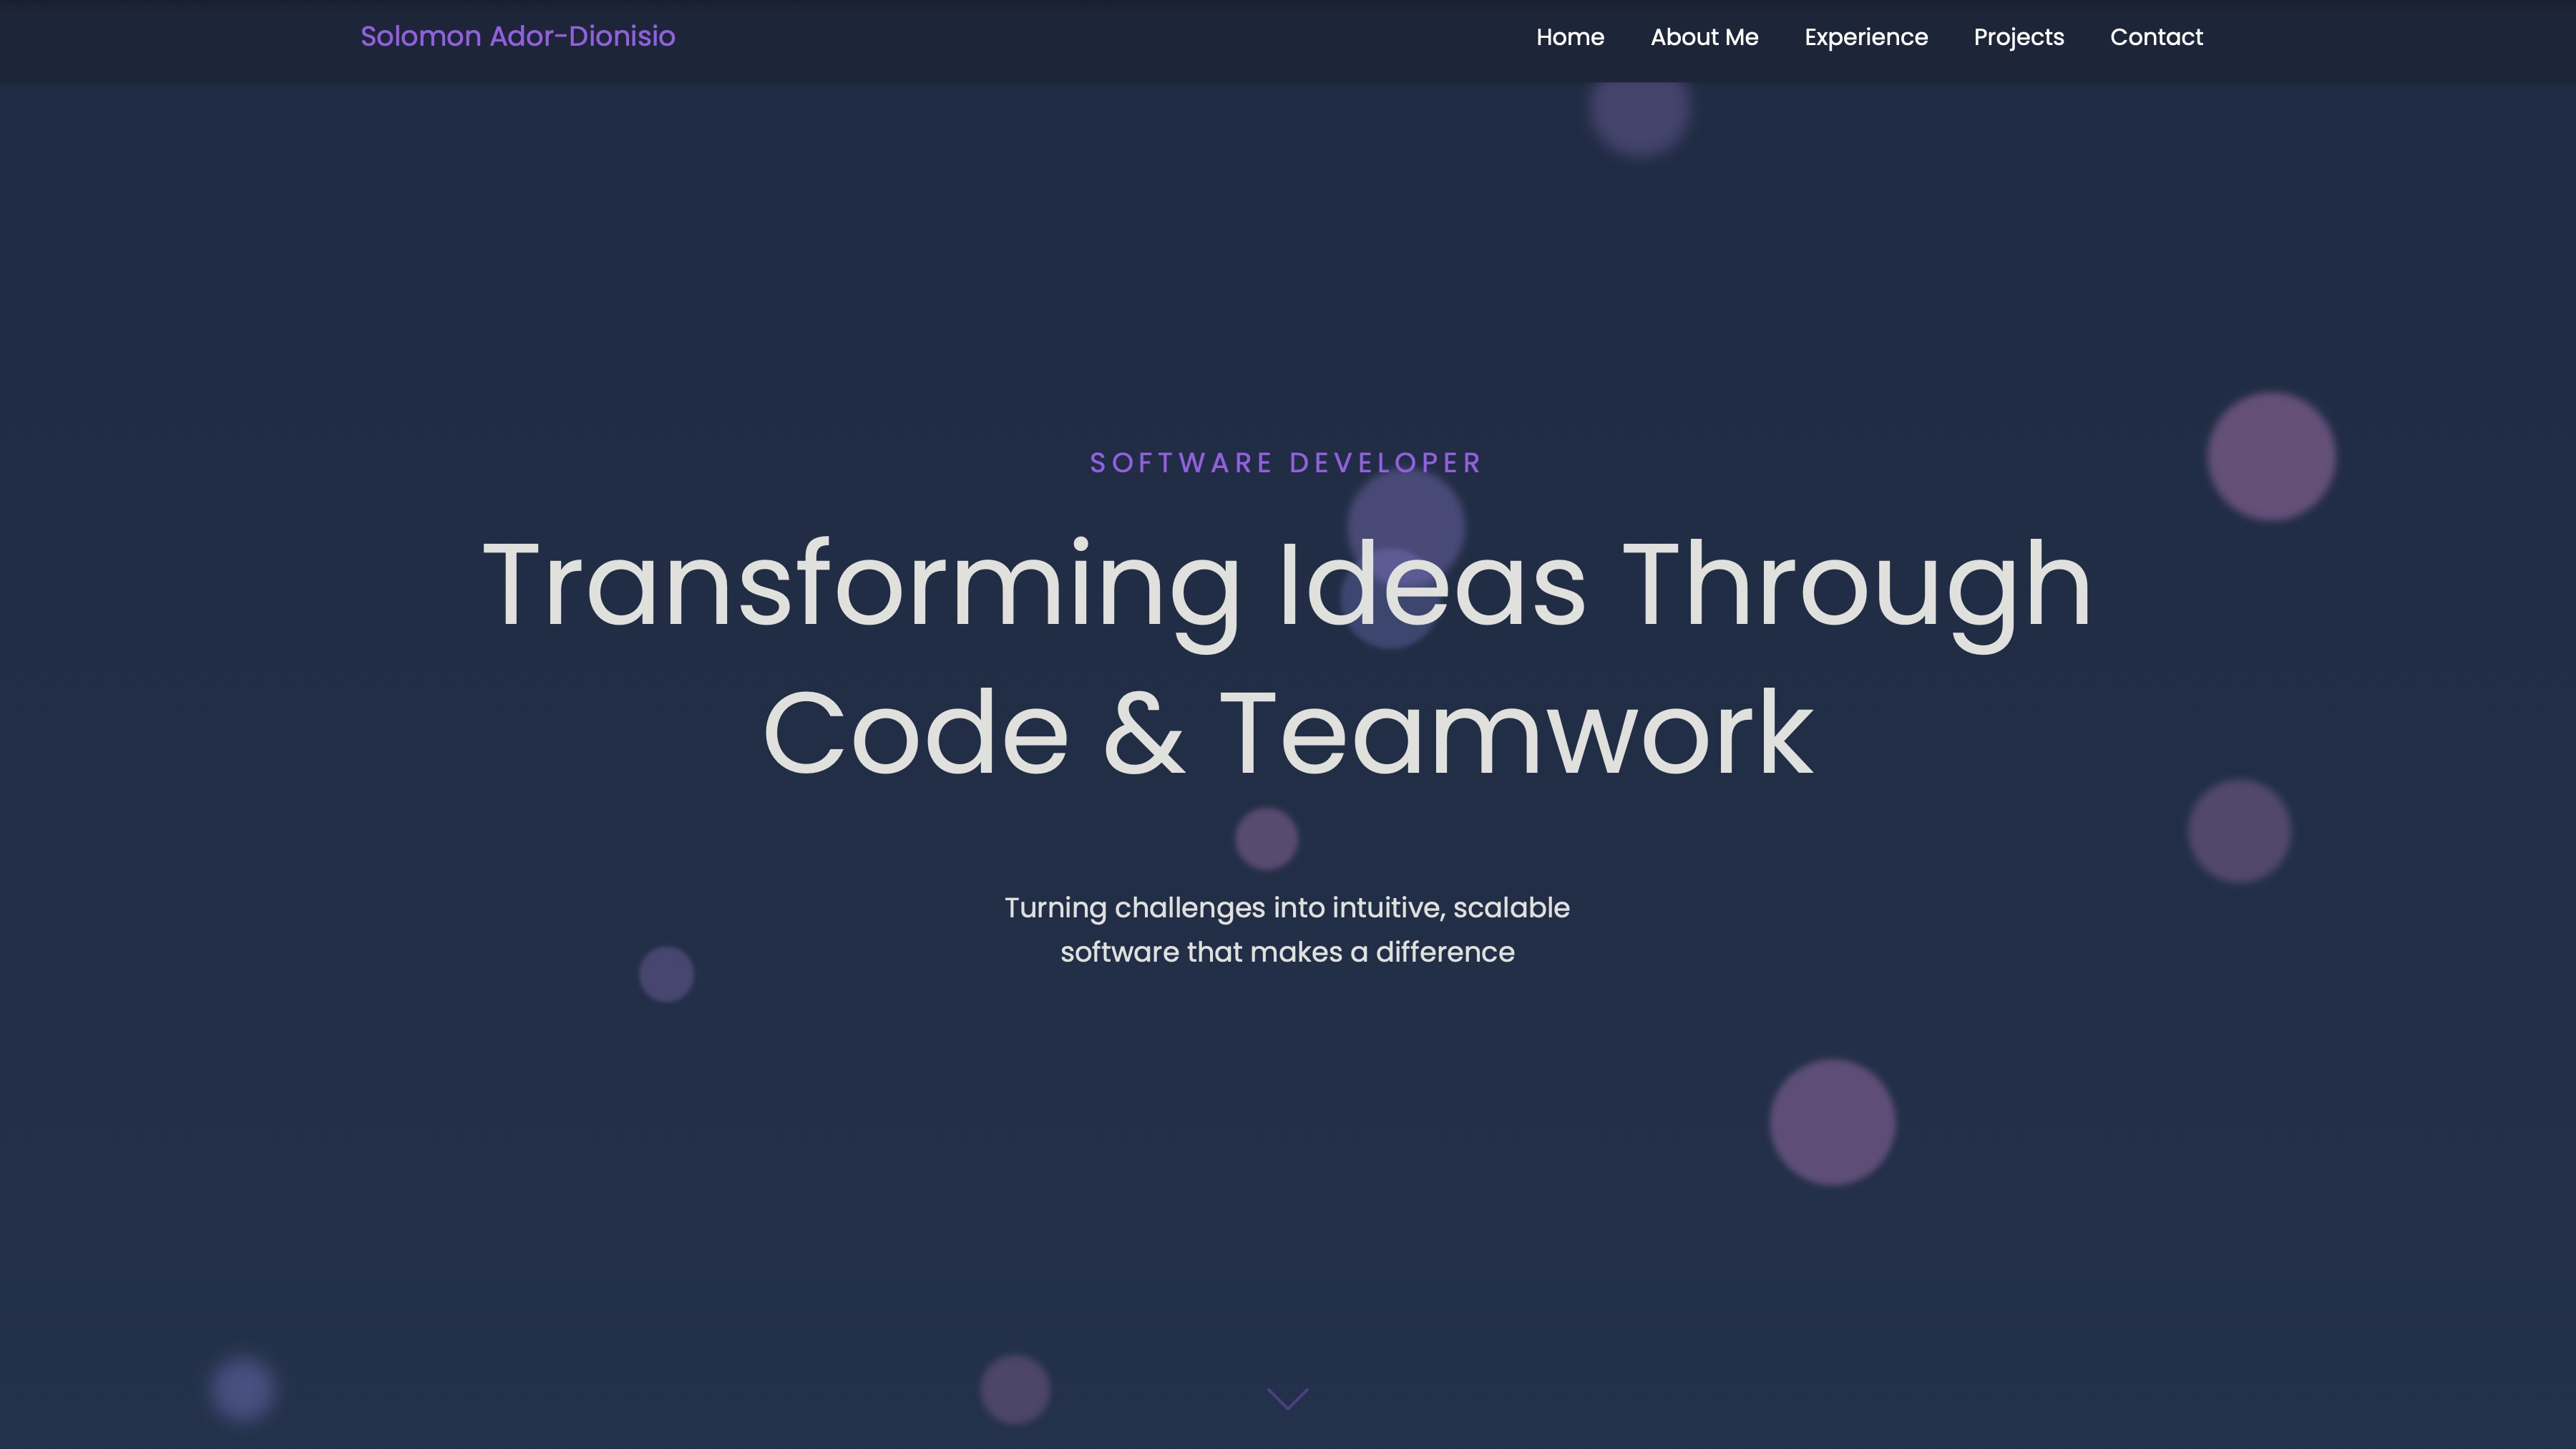 Solomon Ador-Dionisio
Home About Me Experience Projects Contact
SOFTWARE DEVELOPER
Transforming Ideas Through
Code & Teamwork
Turning challenges into intuitive, scalable
software that makes a difference